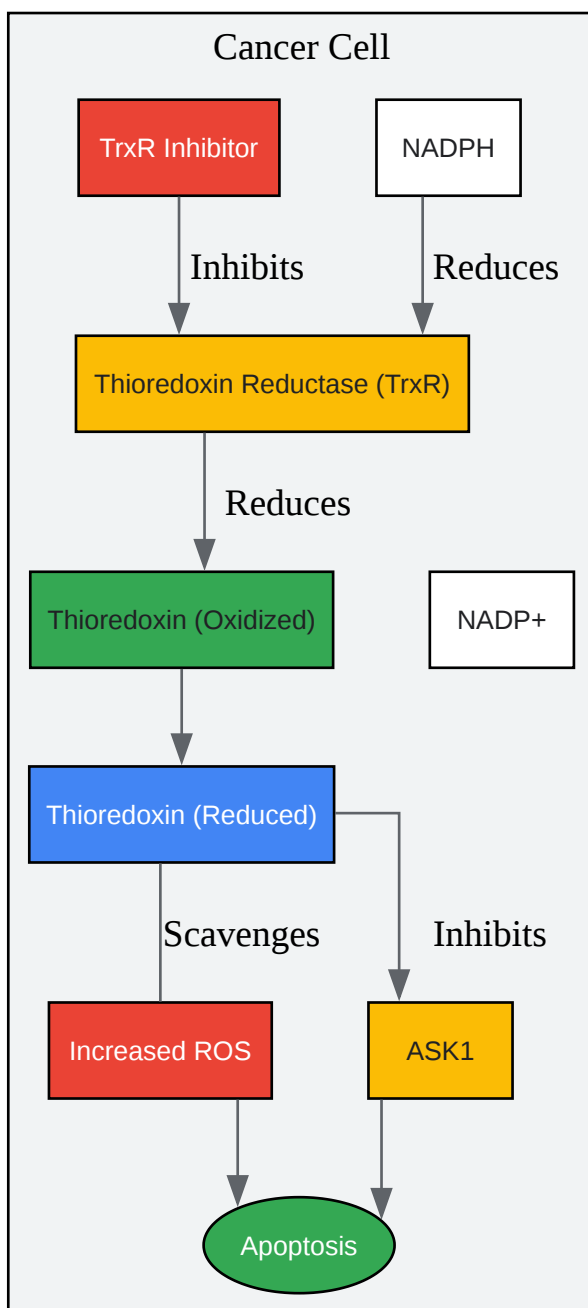 Cancer Cell
TrxR Inhibitor
NADPH
Inhibits
Reduces
Thioredoxin Reductase (TrxR)
Reduces
Thioredoxin (Oxidized)
NADP+
Thioredoxin (Reduced)
Scavenges
Inhibits
Increased ROS
ASK1
Apoptosis